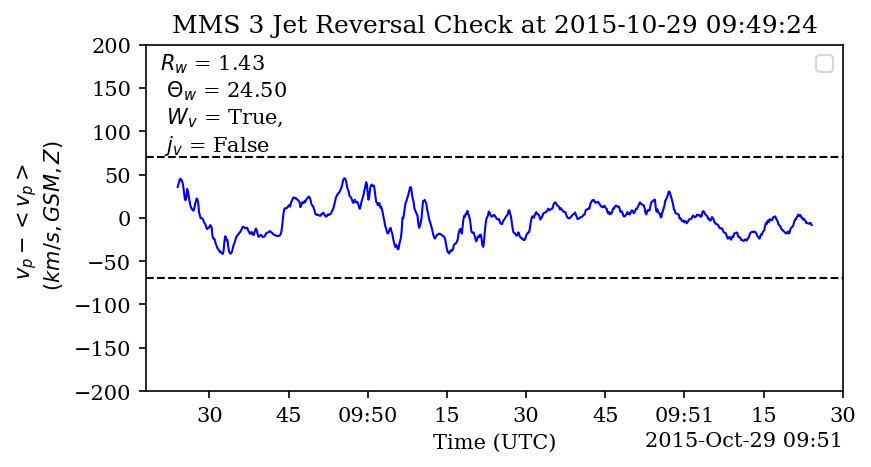 MMS 3 Jet Reversal Check at 2015-10-29 09:49:24
R_w = 1.43
Θ_w = 24.50
W_v = True,
j_v = False
200
150
100
50
0
−50
−100
−150
−200
v_p − < v_p >
(km/s, GSM, Z)
30 45 09:50 15 30 45 09:51 15 30
Time (UTC)
2015-Oct-29 09:51